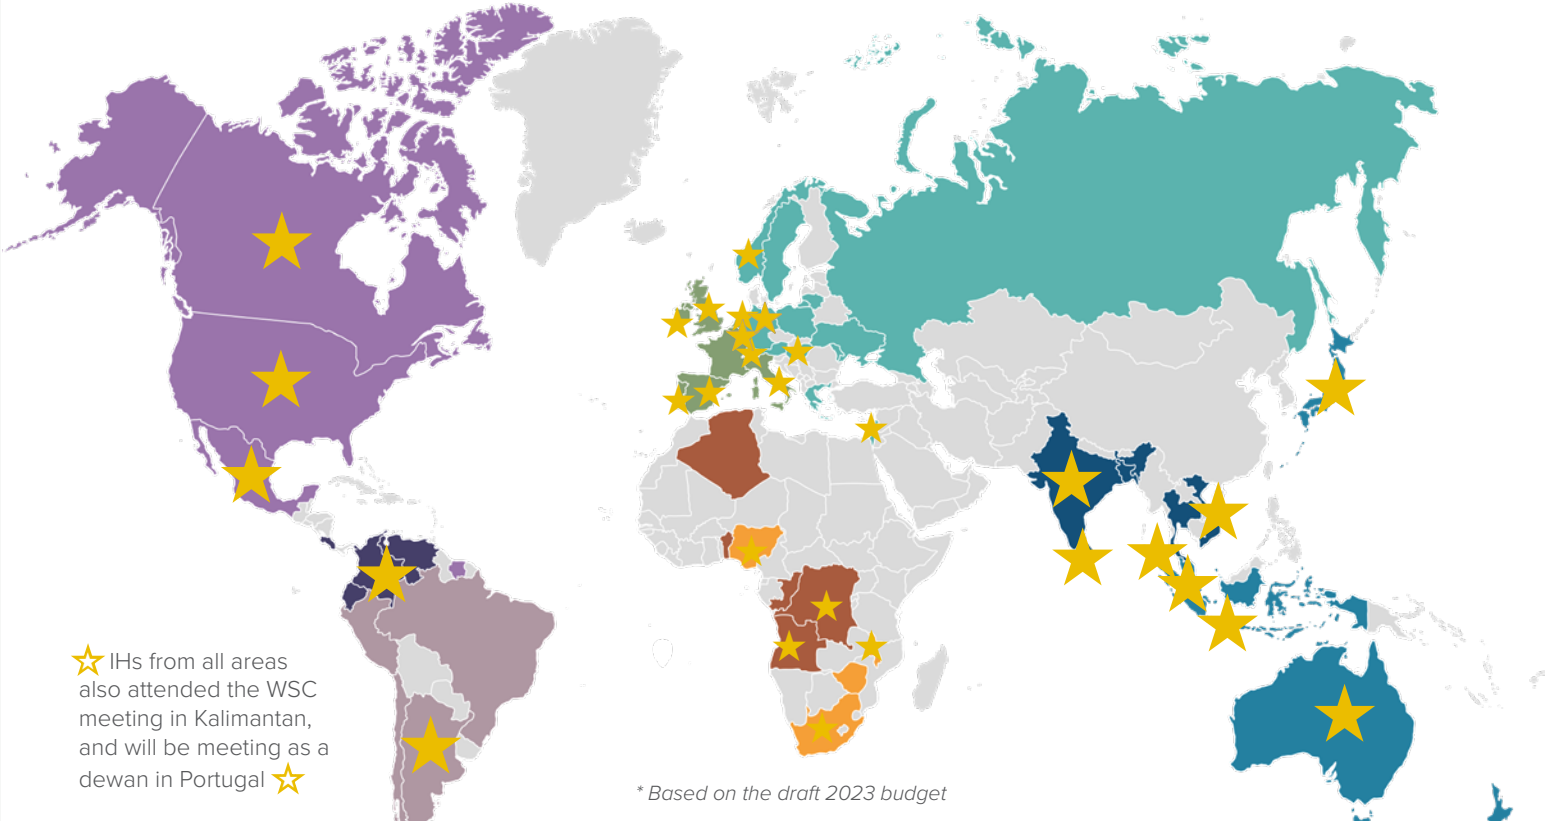 IHs from all areas
also attended the WSC
meeting in Kalimantan,
and will be meeting as a
dewan in Portugal
* Based on the draft 2023 budget